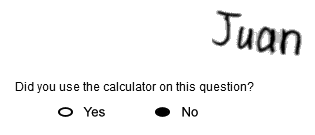 Juan
Did you use the calculator on this question?
Yes No